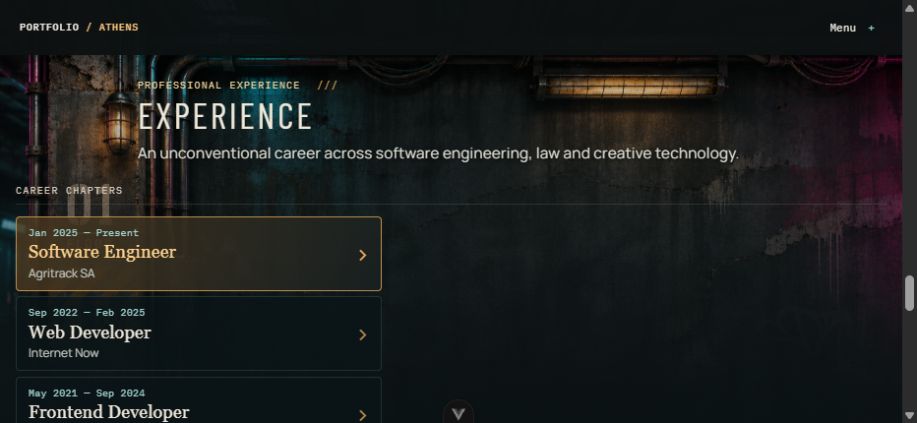 PORTFOLIO / ATHENS
Menu +
PROFESSIONAL EXPERIENCE ///
EXPERIENCE
An unconventional career across software engineering, law and creative technology.
CAREER CHAPTERS
01
Jan 2025 — Present
Software Engineer
Agritrack SA
Sep 2022 — Feb 2025
Web Developer
Internet Now
May 2021 — Sep 2024
Frontend Developer